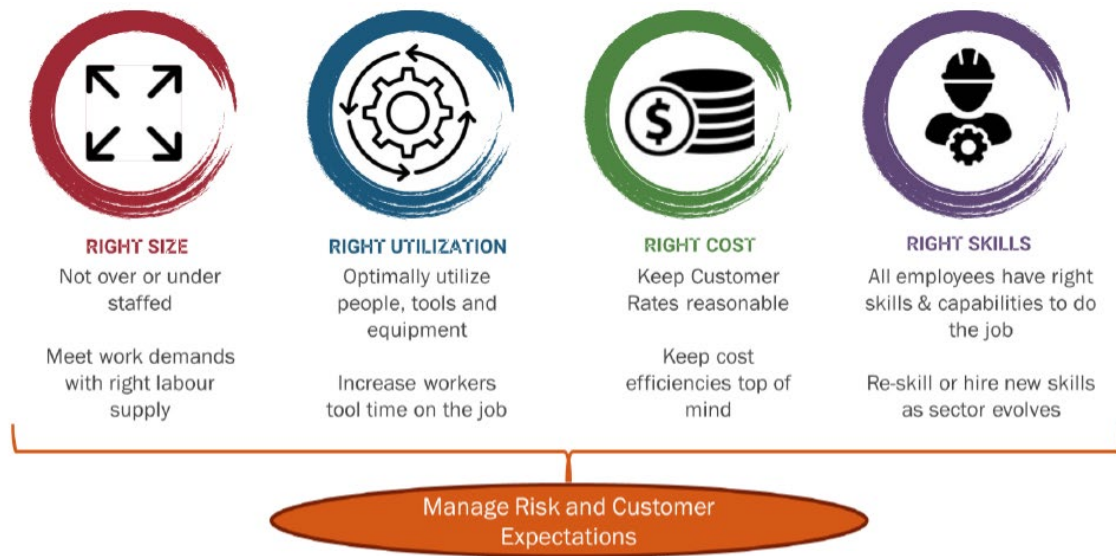 $
RIGHT SIZE
Not over or under
staffed
Meet work demands
with right labour
supply
RIGHT UTILIZATION
Optimally utilize
people, tools and
equipment
Increase workers
tool time on the job
RIGHT COST
Keep Customer
Rates reasonable
Keep cost
efficiencies top of
mind
RIGHT SKILLS
All employees have right
skills & capabilities to do
the job
Re-skill or hire new skills
as sector evolves
Manage Risk and Customer
Expectations